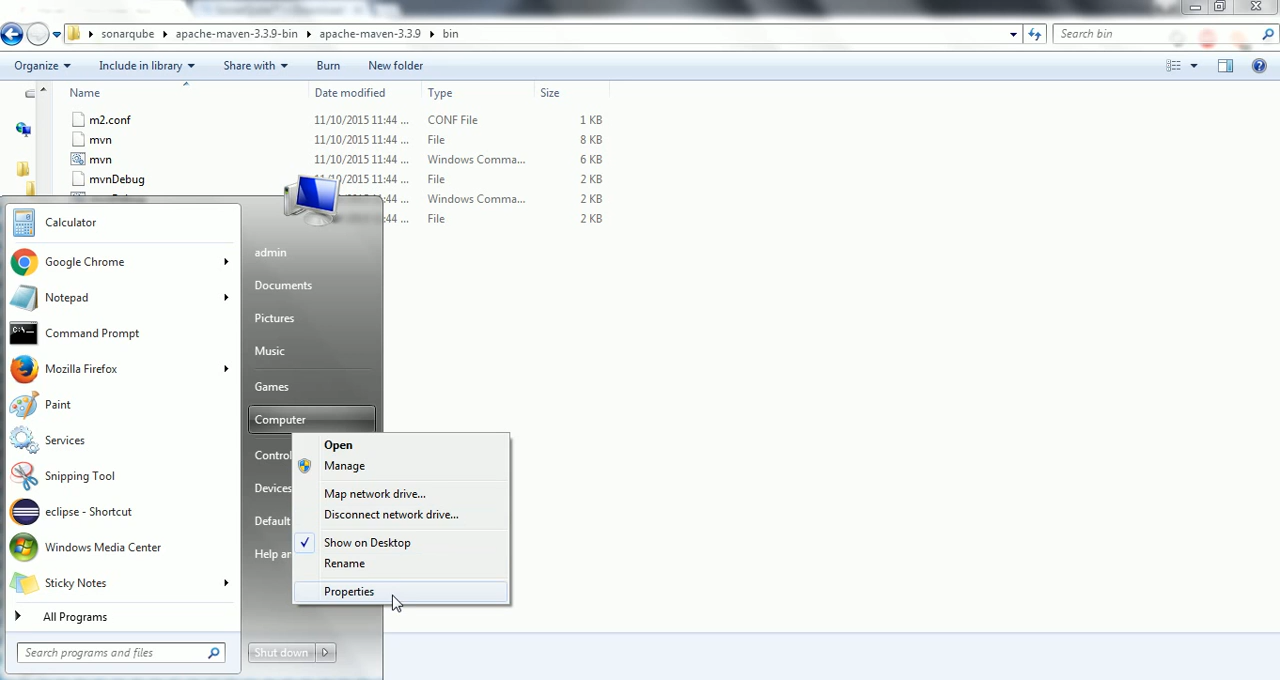 sonarqube apache-maven-3.3.9-bin apache-maven-3.3.9 bin Search bin
Organize Include in library Share with Burn New folder
Name Date modified Type Size
m2.conf 11/10/2015 11:44 ... CONF File 1 KB
mvn 11/10/2015 11:44 ... File 8 KB
mvn 11/10/2015 11:44 ... Windows Comma... 6 KB
mvnDebug 11/10/2015 11:44 ... File 2 KB
:44 ... Windows Comma... 2 KB
:44 ... File 2 KB
Calculator
Google Chrome
Notepad
Command Prompt
Mozilla Firefox
Paint
Services
Snipping Tool
eclipse - Shortcut
Windows Media Center
Sticky Notes
All Programs
Search programs and files
admin
Documents
Pictures
Music
Games
Computer
Control
Devices
Default
Help an
Shut down
Open
Manage
Map network drive...
Disconnect network drive...
Show on Desktop
Rename
Properties